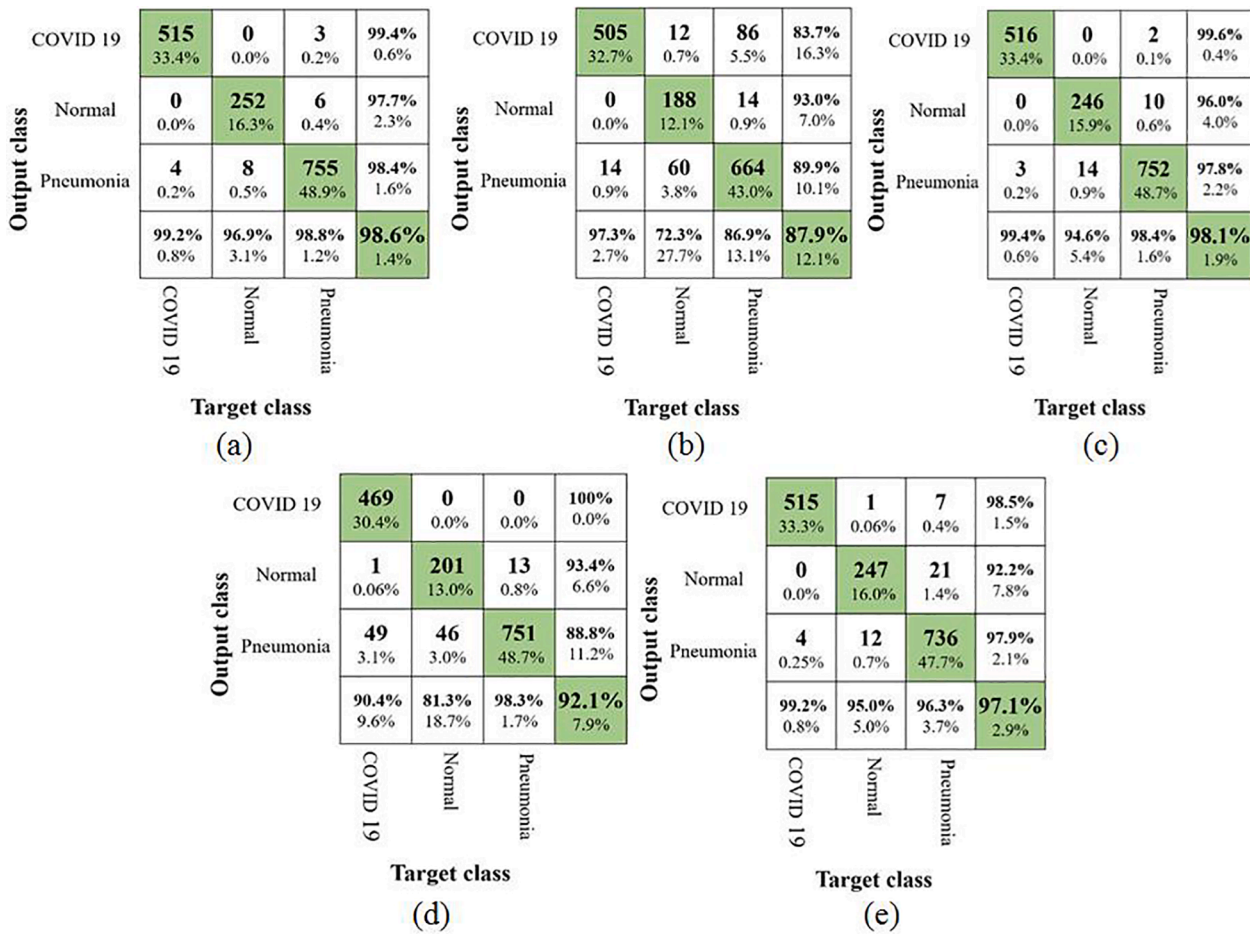 COVID 19 515 0 3 99.4%
33.4% 0.0% 0.2% 0.6%
Normal 0 252 6 97.7%
0.0% 16.3% 0.4% 2.3%
Pneumonia 4 8 755 98.4%
0.2% 0.5% 48.9% 1.6%
99.2% 96.9% 98.8% 98.6%
0.8% 3.1% 1.2% 1.4%
Output class
COVID 19 Normal Pneumonia
Target class
(a)
COVID 19 505 12 86 83.7%
32.7% 0.7% 5.5% 16.3%
Normal 0 188 14 93.0%
0.0% 12.1% 0.9% 7.0%
Pneumonia 14 60 664 89.9%
0.9% 3.8% 43.0% 10.1%
97.3% 72.3% 86.9% 87.9%
2.7% 27.7% 13.1% 12.1%
Output class
COVID 19 Normal Pneumonia
Target class
(b)
COVID 19 516 0 2 99.6%
33.4% 0.0% 0.1% 0.4%
Normal 0 246 10 96.0%
0.0% 15.9% 0.6% 4.0%
Pneumonia 3 14 752 97.8%
0.2% 0.9% 48.7% 2.2%
99.4% 94.6% 98.4% 98.1%
0.6% 5.4% 1.6% 1.9%
Output class
COVID 19 Normal Pneumonia
Target class
(c)
COVID 19 469 0 0 100%
30.4% 0.0% 0.0% 0.0%
Normal 1 201 13 93.4%
0.06% 13.0% 0.8% 6.6%
Pneumonia 49 46 751 88.8%
3.1% 3.0% 48.7% 11.2%
90.4% 81.3% 98.3% 92.1%
9.6% 18.7% 1.7% 7.9%
Output class
COVID 19 Normal Pneumonia
Target class
(d)
COVID 19 515 1 7 98.5%
33.3% 0.06% 0.4% 1.5%
Normal 0 247 21 92.2%
0.0% 16.0% 1.4% 7.8%
Pneumonia 4 12 736 97.9%
0.25% 0.7% 47.7% 2.1%
99.2% 95.0% 96.3% 97.1%
0.8% 5.0% 3.7% 2.9%
Output class
COVID 19 Normal Pneumonia
Target class
(e)